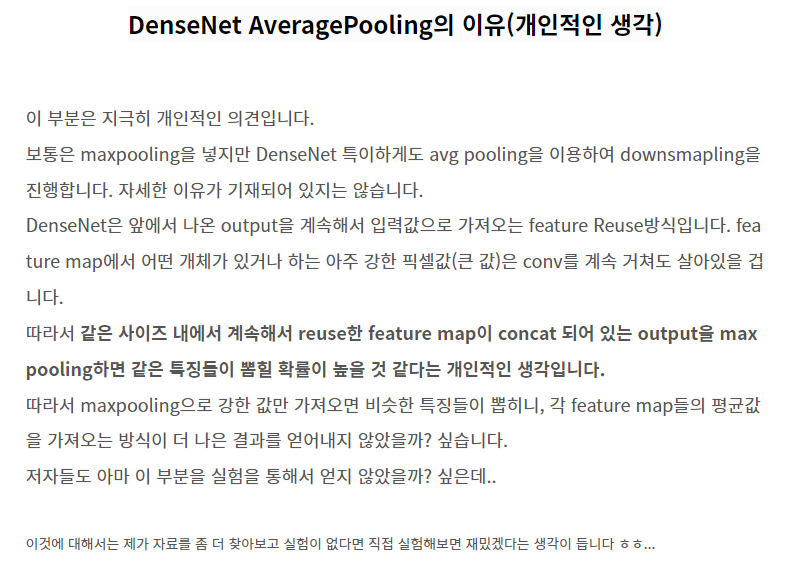 DenseNet AveragePooling의 이유(개인적인 생각)
이 부분은 지극히 개인적인 의견입니다.
보통은 maxpooling을 넣지만 DenseNet 특이하게도 avg pooling을 이용하여 downsmapling을
진행합니다. 자세한 이유가 기재되어 있지는 않습니다.
DenseNet은 앞에서 나온 output을 계속해서 입력값으로 가져오는 feature Reuse방식입니다. fea
ture map에서 어떤 개체가 있거나 하는 아주 강한 픽셀값(큰 값)은 conv를 계속 거쳐도 살아있을 겁
니다.
따라서 같은 사이즈 내에서 계속해서 reuse한 feature map이 concat 되어 있는 output을 max
pooling하면 같은 특징들이 뽑힐 확률이 높을 것 같다는 개인적인 생각입니다.
따라서 maxpooling으로 강한 값만 가져오면 비슷한 특징들이 뽑히니, 각 feature map들의 평균값
을 가져오는 방식이 더 나은 결과를 얻어내지 않았을까? 싶습니다.
저자들도 아마 이 부분을 실험을 통해서 얻지 않았을까? 싶은데..
이것에 대해서는 제가 자료를 좀 더 찾아보고 실험이 없다면 직접 실험해보면 재밌겠다는 생각이 듭니다 ㅎㅎ...